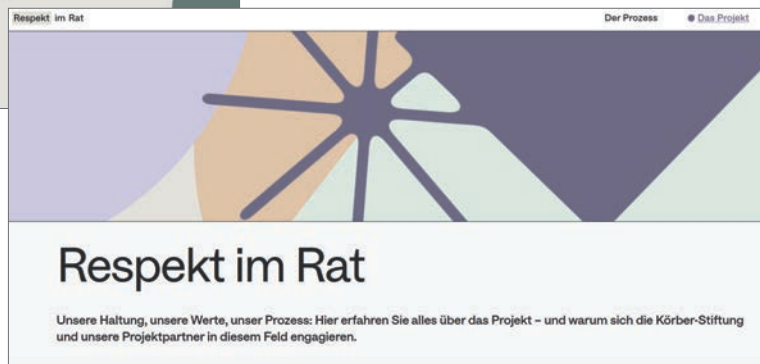 Respekt im Rat
Der Prozess
Das Projekt
Respekt im Rat
Unsere Haltung, unsere Werte, unser Prozess: Hier erfahren Sie alles über das Projekt – und warum sich die Körber-Stiftung
und unsere Projektpartner in diesem Feld engagieren.